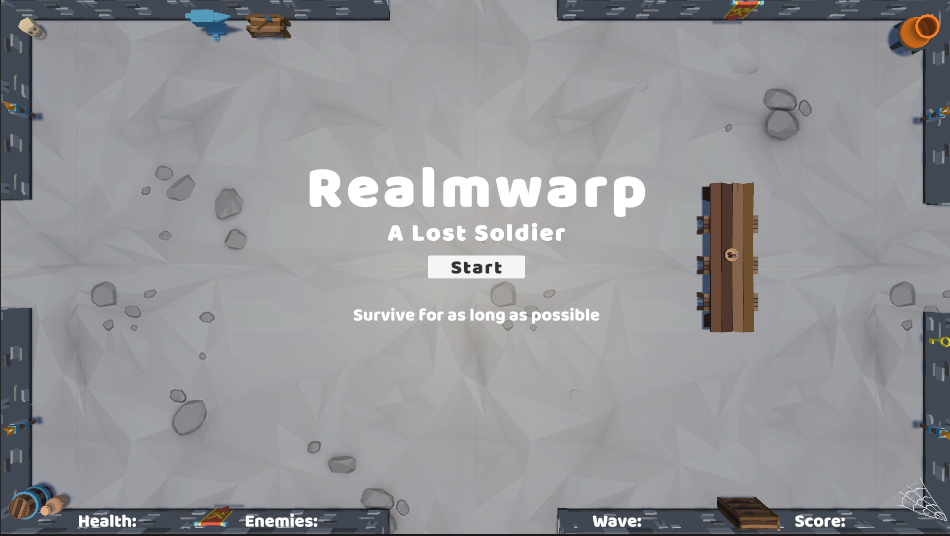 Realmwarp
A Lost Soldier
Start
Survive for as long as possible
Health: Enemies: Wave: Score: